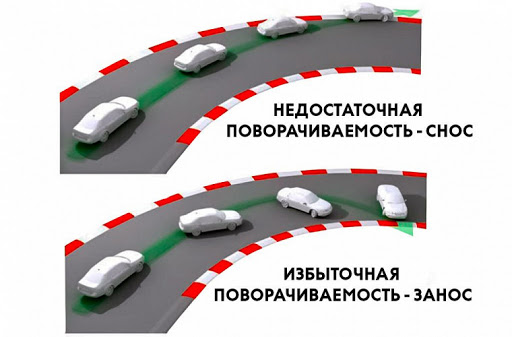 НЕДОСТАТОЧНАЯ
ПОВОРАЧИВАЕМОСТЬ - СНОС
ИЗБЫТОЧНАЯ
ПОВОРАЧИВАЕМОСТЬ - ЗАНОС